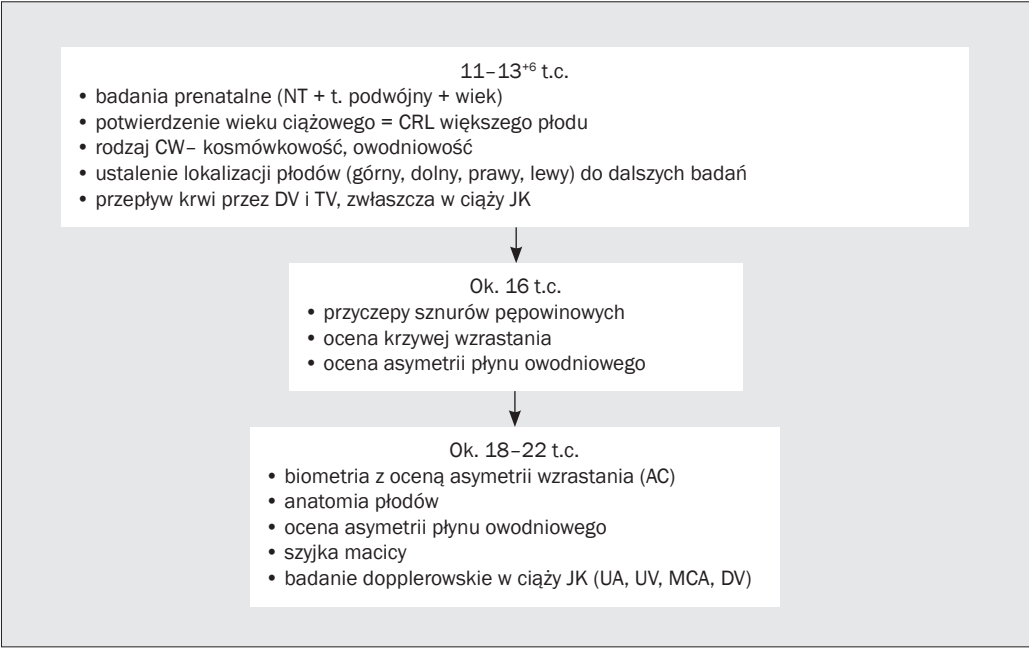 11–13⁺⁶ t.c.
• badania prenatalne (NT + t. podwójny + wiek)
• potwierdzenie wieku ciążowego = CRL większego płodu
• rodzaj CW– kosmówkowość, owodniowość
• ustalenie lokalizacji płodów (górny, dolny, prawy, lewy) do dalszych badań
• przepływ krwi przez DV i TV, zwłaszcza w ciąży JK
Ok. 16 t.c.
• przyczepy sznurów pępowinowych
• ocena krzywej wzrastania
• ocena asymetrii płynu owodniowego
Ok. 18–22 t.c.
• biometria z oceną asymetrii wzrastania (AC)
• anatomia płodów
• ocena asymetrii płynu owodniowego
• szyjka macicy
• badanie dopplerowskie w ciąży JK (UA, UV, MCA, DV)